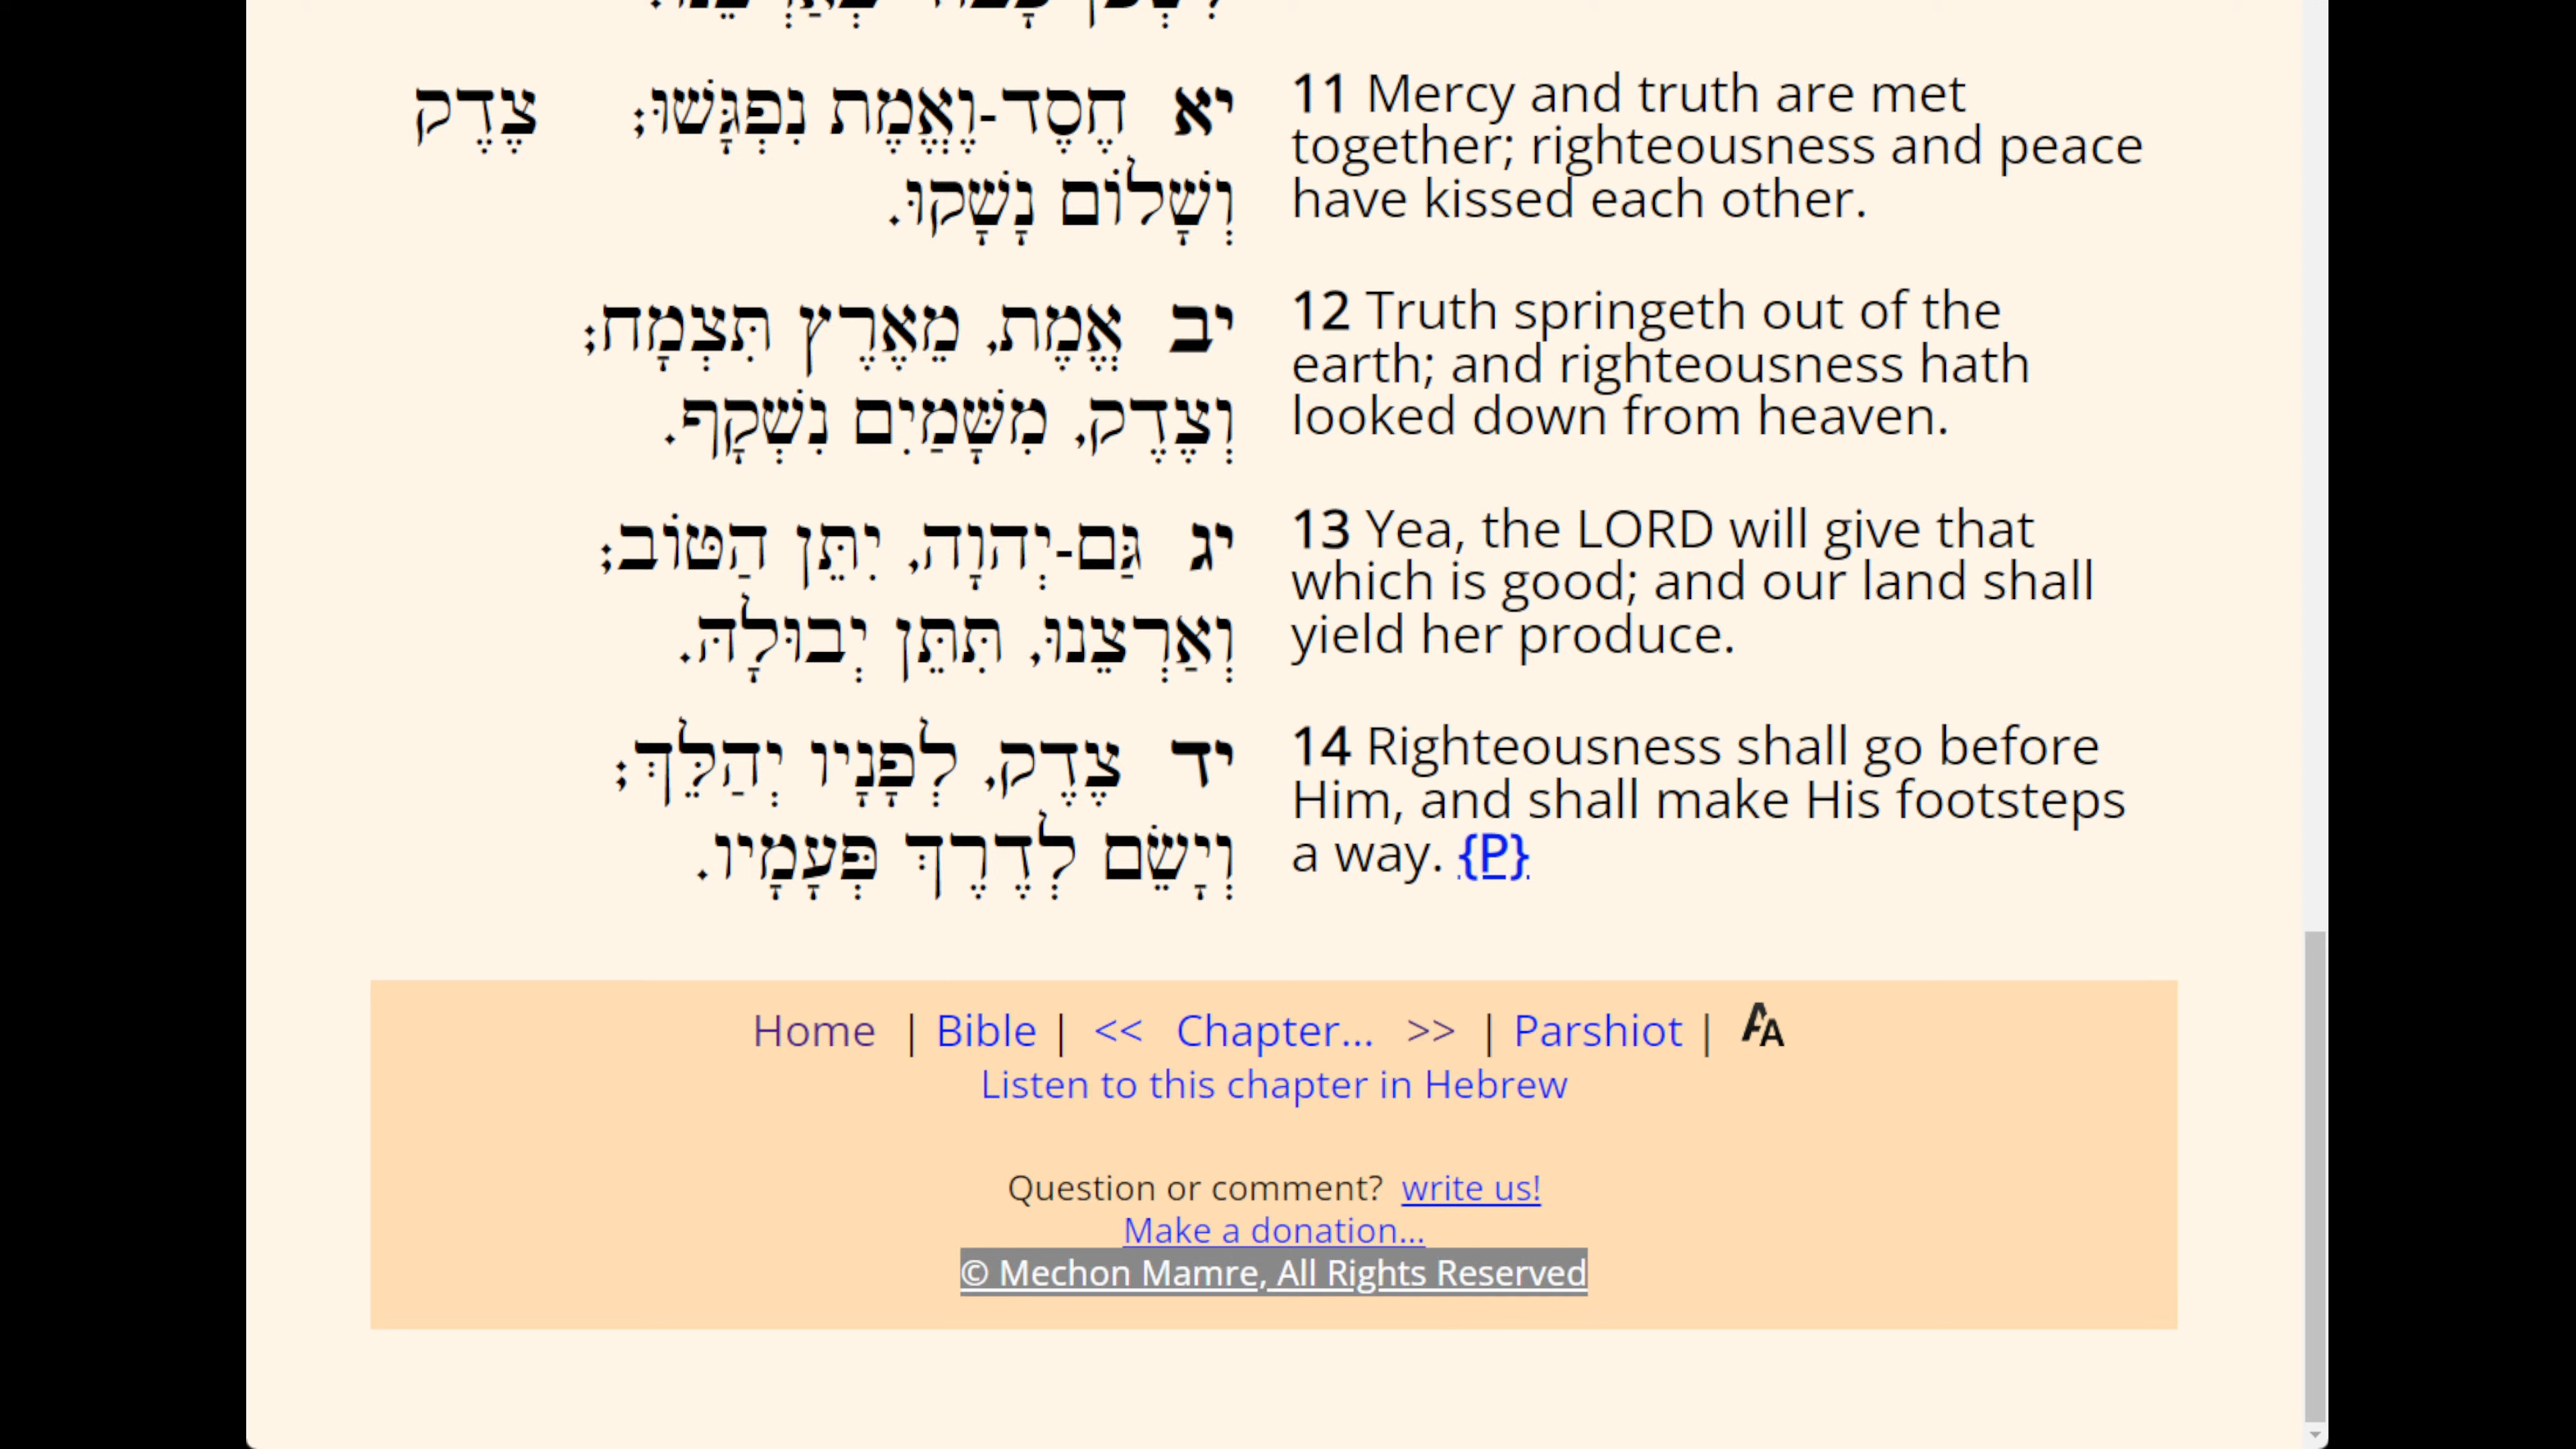 יא חֶסֶד-וֶאֱמֶת נִפְגָּשׁוּ; צֶדֶק
וְשָׁלוֹם נָשָׁקוּ.
11 Mercy and truth are met
together; righteousness and peace
have kissed each other.
יב אֱמֶת, מֵאֶרֶץ תִּצְמָח;
וְצֶדֶק, מִשָּׁמַיִם נִשְׁקָף.
12 Truth springeth out of the
earth; and righteousness hath
looked down from heaven.
יג גַּם-יְהוָה, יִתֵּן הַטּוֹב;
וְאַרְצֵנוּ, תִּתֵּן יְבוּלָהּ.
13 Yea, the LORD will give that
which is good; and our land shall
yield her produce.
יד צֶדֶק, לְפָנָיו יְהַלֵּךְ;
וְיָשֵׂם לְדֶרֶךְ פְּעָמָיו.
14 Righteousness shall go before
Him, and shall make His footsteps
a way. {P}
Home | Bible | << Chapter... >> | Parshiot | AA
Listen to this chapter in Hebrew
Question or comment? write us!
Make a donation...
© Mechon Mamre, All Rights Reserved